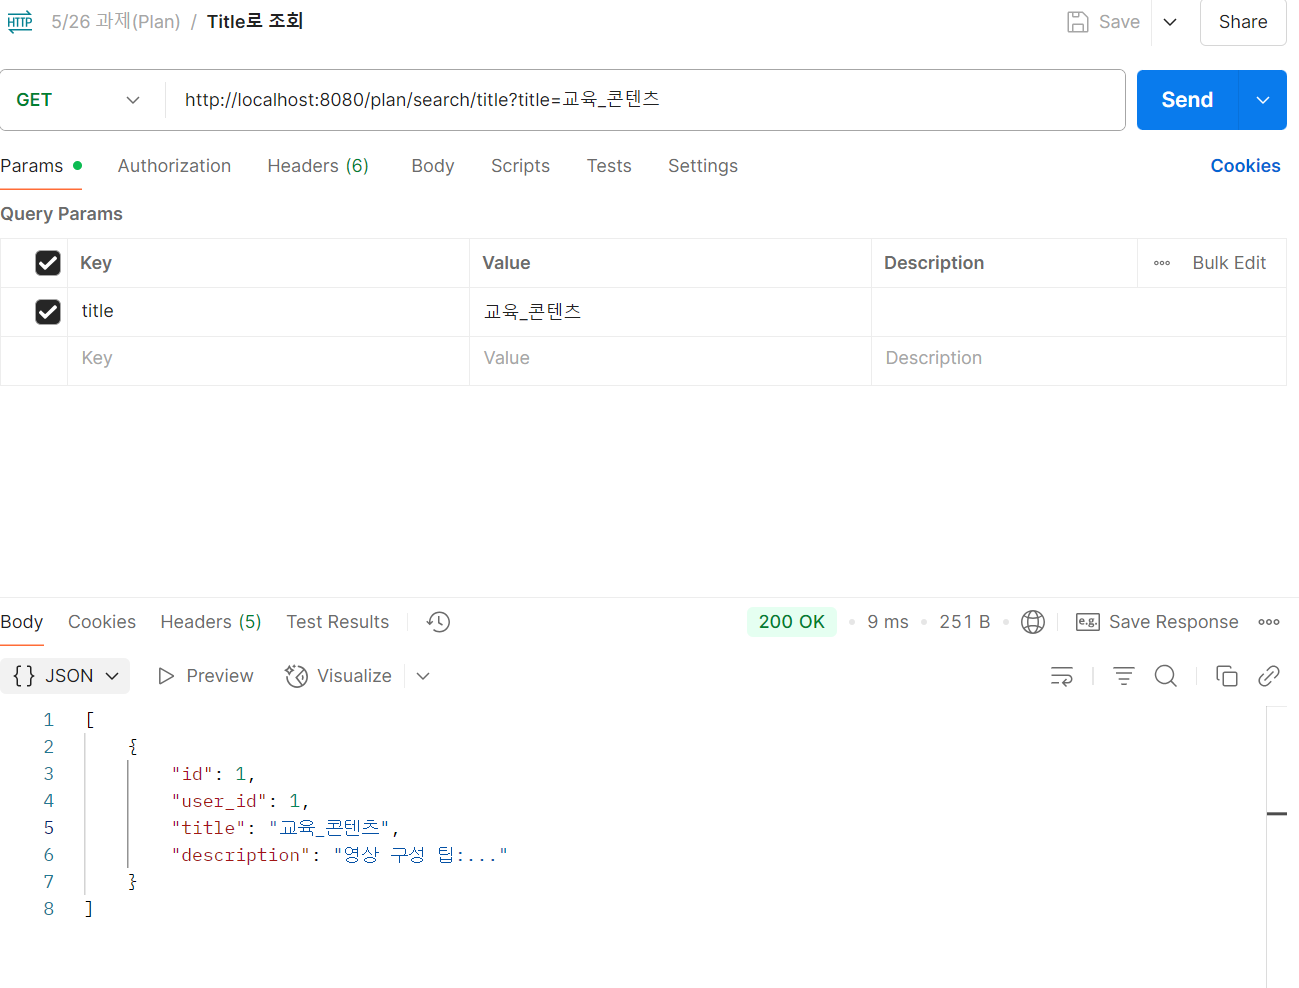 HTTP 5/26 과제(Plan) / Title로 조회 Save Share
GET http://localhost:8080/plan/search/title?title=교육_콘텐츠 Send
Params Authorization Headers (6) Body Scripts Tests Settings Cookies
Query Params
Key Value Description Bulk Edit
title 교육_콘텐츠
Key Value Description
Body Cookies Headers (5) Test Results 200 OK 9 ms 251 B e.g. Save Response
{} JSON Preview Visualize
1 [
2 {
3 "id": 1,
4 "user_id": 1,
5 "title": "교육_콘텐츠",
6 "description": "영상 구성 팁:..."
7 }
8 ]